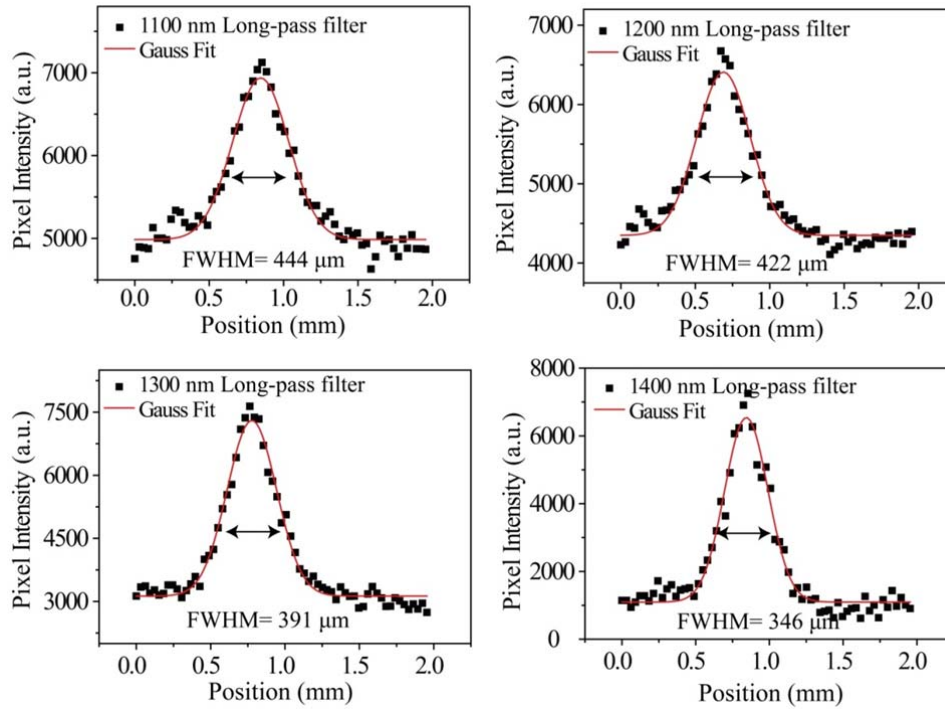 1100 nm Long-pass filter
Gauss Fit
7000
6000
5000
Pixel Intensity (a.u.)
FWHM= 444 μm
0.0 0.5 1.0 1.5 2.0
Position (mm)
1200 nm Long-pass filter
Gauss Fit
7000
6000
5000
4000
Pixel Intensity (a.u.)
FWHM= 422 μm
0.0 0.5 1.0 1.5 2.0
Position (mm)
1300 nm Long-pass filter
Gauss Fit
7500
6000
4500
3000
Pixel Intensity (a.u.)
FWHM= 391 μm
0.0 0.5 1.0 1.5 2.0
Position (mm)
1400 nm Long-pass filter
Gauss Fit
8000
6000
4000
2000
0
Pixel Intensity (a.u.)
FWHM= 346 μm
0.0 0.5 1.0 1.5 2.0
Position (mm)